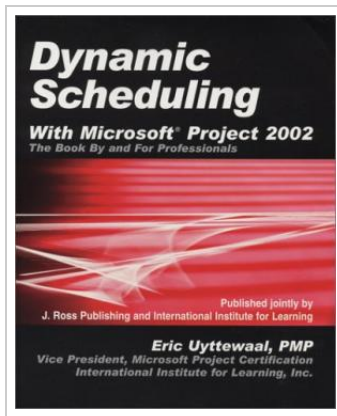 Dynamic
Scheduling
With Microsoft® Project 2002
The Book By and For Professionals
Published jointly by
J. Ross Publishing and International Institute for Learning
Eric Uyttewaal, PMP
Vice President, Microsoft Project Certification
International Institute for Learning, Inc.